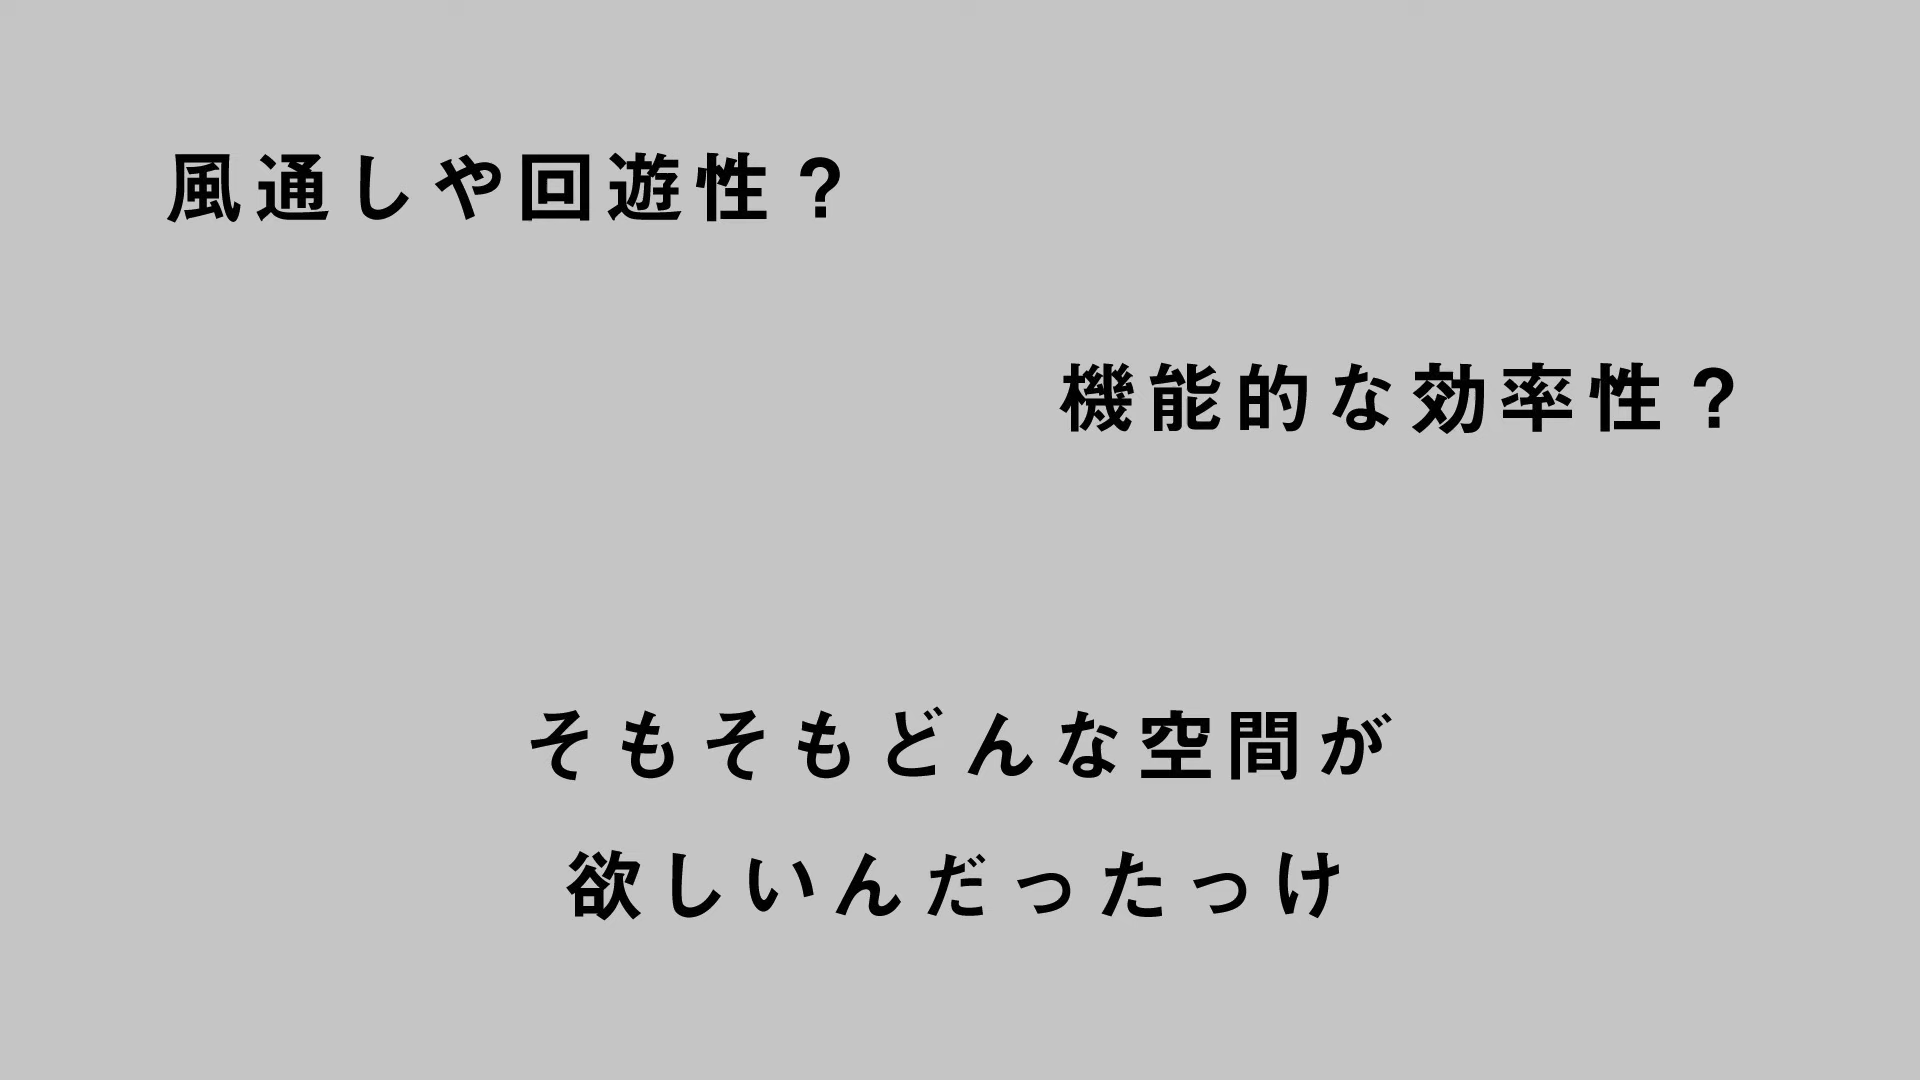 風通しや回遊性？
機能的な効率性？
そもそもどんな空間が
欲しいんだったっけ